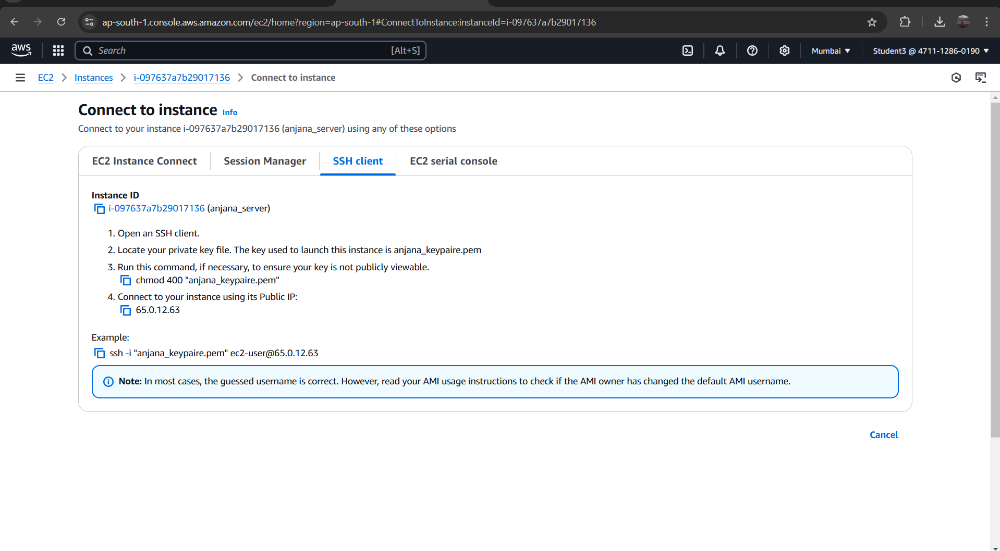 ap-south-1.console.aws.amazon.com/ec2/home?region=ap-south-1#ConnectToInstance:instanceId=i-097637a7b29017136
aws
Search [Alt+S]
Mumbai
Student3 @ 4711-1286-0190
EC2 Instances i-097637a7b29017136 Connect to instance
Connect to instance Info
Connect to your instance i-097637a7b29017136 (anjana_server) using any of these options
EC2 Instance Connect Session Manager SSH client EC2 serial console
Instance ID
i-097637a7b29017136 (anjana_server)
1. Open an SSH client.
2. Locate your private key file. The key used to launch this instance is anjana_keypaire.pem
3. Run this command, if necessary, to ensure your key is not publicly viewable.
chmod 400 "anjana_keypaire.pem"
4. Connect to your instance using its Public IP:
65.0.12.63
Example:
ssh -i "anjana_keypaire.pem" ec2-user@65.0.12.63
Note: In most cases, the guessed username is correct. However, read your AMI usage instructions to check if the AMI owner has changed the default AMI username.
Cancel